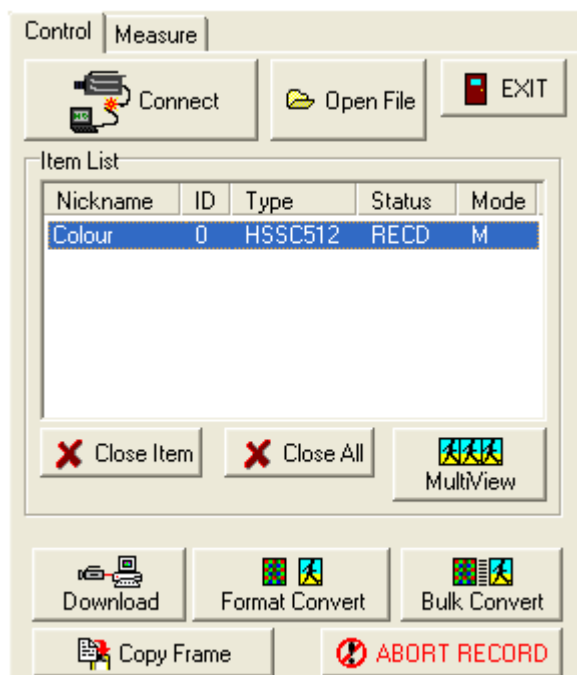 Control Measure
Connect Open File EXIT
Item List
Nickname ID Type Status Mode
Colour 0 HSSC512 RECD M
Close Item Close All MultiView
Download Format Convert Bulk Convert
Copy Frame ABORT RECORD